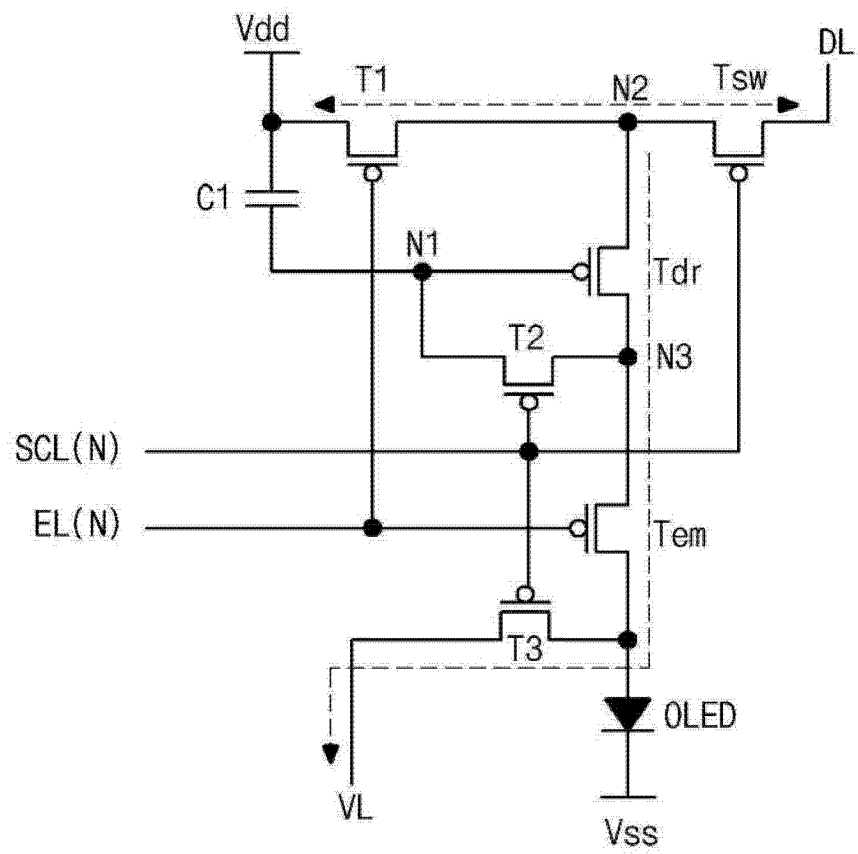 Vdd
DL
T1
N2
Tsw
C1
N1
Tdr
T2
N3
SCL(N)
EL(N)
Tem
T3
OLED
VL
Vss